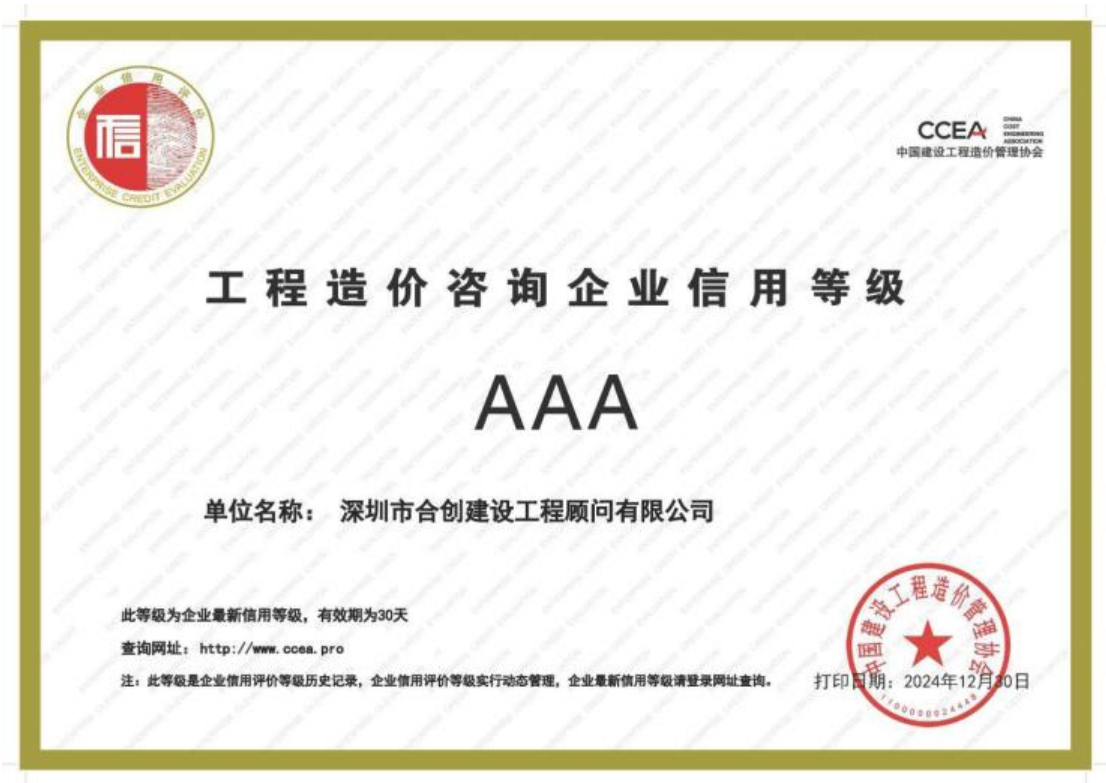 企业信用评价
信
ENTERPRISE CREDIT EVALUATION
CCEA
CHINA
COST
ENGINEERING
ASSOCIATION
中国建设工程造价管理协会
工程造价咨询企业信用等级
AAA
单位名称： 深圳市合创建设工程顾问有限公司
此等级为企业最新信用等级，有效期为30天
查询网址：http://www.ccea.pro
注：此等级是企业信用评价等级历史记录，企业信用评价等级实行动态管理，企业最新信用等级请登录网址查询。
中国建设工程造价管理协会
打印日期：2024年12月30日
1100000024448